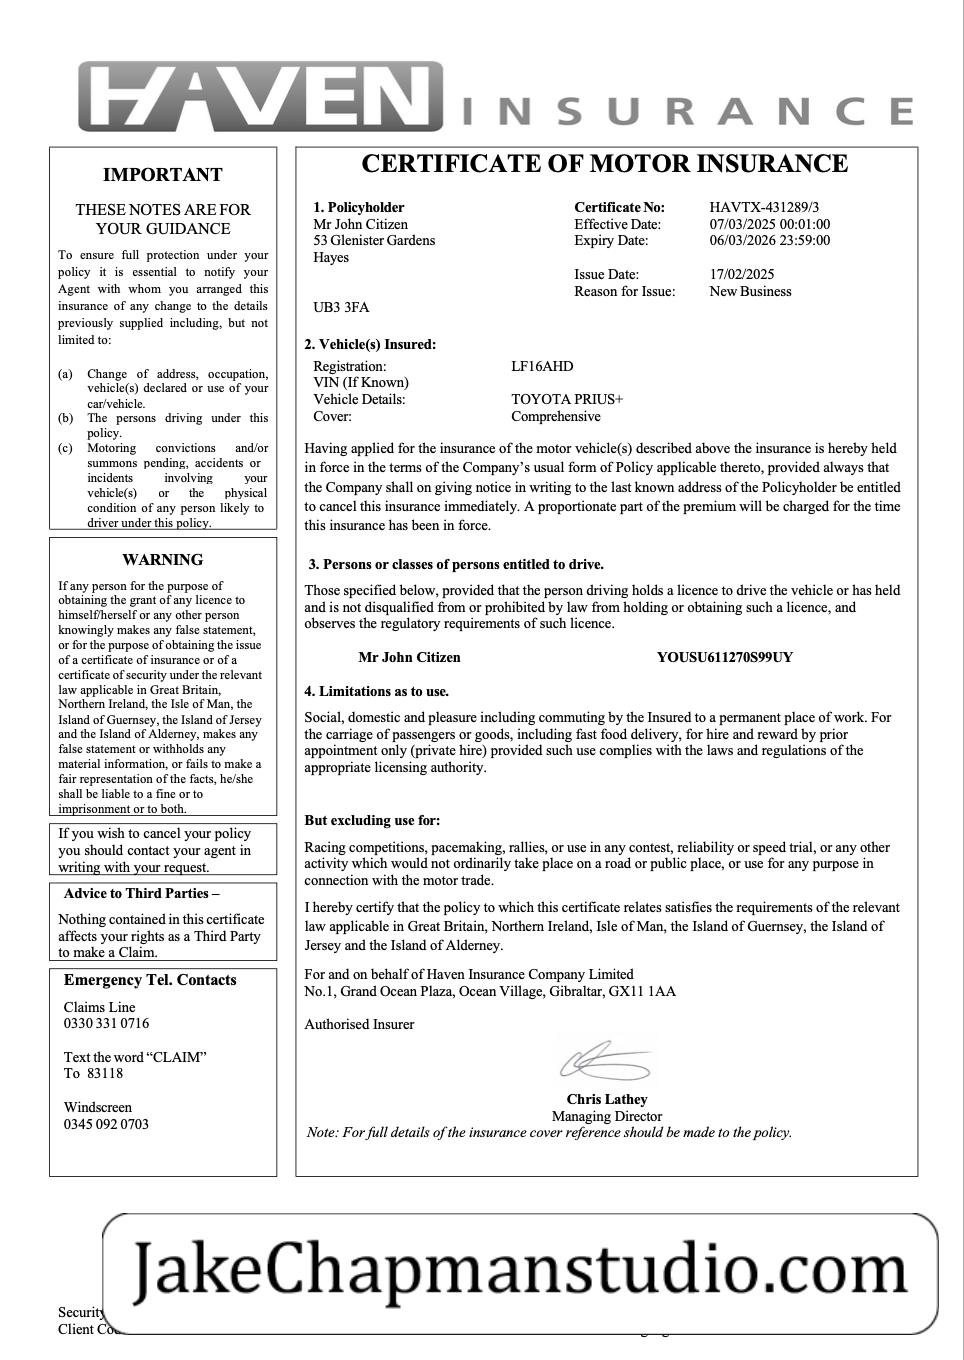 HAVEN INSURANCE
IMPORTANT
THESE NOTES ARE FOR
YOUR GUIDANCE
To ensure full protection under your
policy it is essential to notify your
Agent with whom you arranged this
insurance of any change to the details
previously supplied including, but not
limited to:
(a) Change of address, occupation,
vehicle(s) declared or use of your
car/vehicle.
(b) The persons driving under this
policy.
(c) Motoring convictions and/or
summons pending, accidents or
incidents involving your
vehicle(s) or the physical
condition of any person likely to
driver under this policy.
WARNING
If any person for the purpose of
obtaining the grant of any licence to
himself/herself or any other person
knowingly makes any false statement,
or for the purpose of obtaining the issue
of a certificate of insurance or of a
certificate of security under the relevant
law applicable in Great Britain,
Northern Ireland, the Isle of Man, the
Island of Guernsey, the Island of Jersey
and the Island of Alderney, makes any
false statement or withholds any
material information, or fails to make a
fair representation of the facts, he/she
shall be liable to a fine or to
imprisonment or to both.
If you wish to cancel your policy
you should contact your agent in
writing with your request.
Advice to Third Parties –
Nothing contained in this certificate
affects your rights as a Third Party
to make a Claim.
Emergency Tel. Contacts
Claims Line
0330 331 0716
Text the word “CLAIM”
To 83118
Windscreen
0345 092 0703
CERTIFICATE OF MOTOR INSURANCE
1. Policyholder
Mr John Citizen
53 Glenister Gardens
Hayes
UB3 3FA
Certificate No: HAVTX-431289/3
Effective Date: 07/03/2025 00:01:00
Expiry Date: 06/03/2026 23:59:00
Issue Date: 17/02/2025
Reason for Issue: New Business
2. Vehicle(s) Insured:
Registration: LF16AHD
VIN (If Known)
Vehicle Details: TOYOTA PRIUS+
Cover: Comprehensive
Having applied for the insurance of the motor vehicle(s) described above the insurance is hereby held
in force in the terms of the Company’s usual form of Policy applicable thereto, provided always that
the Company shall on giving notice in writing to the last known address of the Policyholder be entitled
to cancel this insurance immediately. A proportionate part of the premium will be charged for the time
this insurance has been in force.
3. Persons or classes of persons entitled to drive.
Those specified below, provided that the person driving holds a licence to drive the vehicle or has held
and is not disqualified from or prohibited by law from holding or obtaining such a licence, and
observes the regulatory requirements of such licence.
Mr John Citizen YOUSU611270S99UY
4. Limitations as to use.
Social, domestic and pleasure including commuting by the Insured to a permanent place of work. For
the carriage of passengers or goods, including fast food delivery, for hire and reward by prior
appointment only (private hire) provided such use complies with the laws and regulations of the
appropriate licensing authority.
But excluding use for:
Racing competitions, pacemaking, rallies, or use in any contest, reliability or speed trial, or any other
activity which would not ordinarily take place on a road or public place, or use for any purpose in
connection with the motor trade.
I hereby certify that the policy to which this certificate relates satisfies the requirements of the relevant
law applicable in Great Britain, Northern Ireland, Isle of Man, the Island of Guernsey, the Island of
Jersey and the Island of Alderney.
For and on behalf of Haven Insurance Company Limited
No.1, Grand Ocean Plaza, Ocean Village, Gibraltar, GX11 1AA
Authorised Insurer
Chris Lathey
Managing Director
Note: For full details of the insurance cover reference should be made to the policy.
JakeChapmanstudio.com
Security
Client